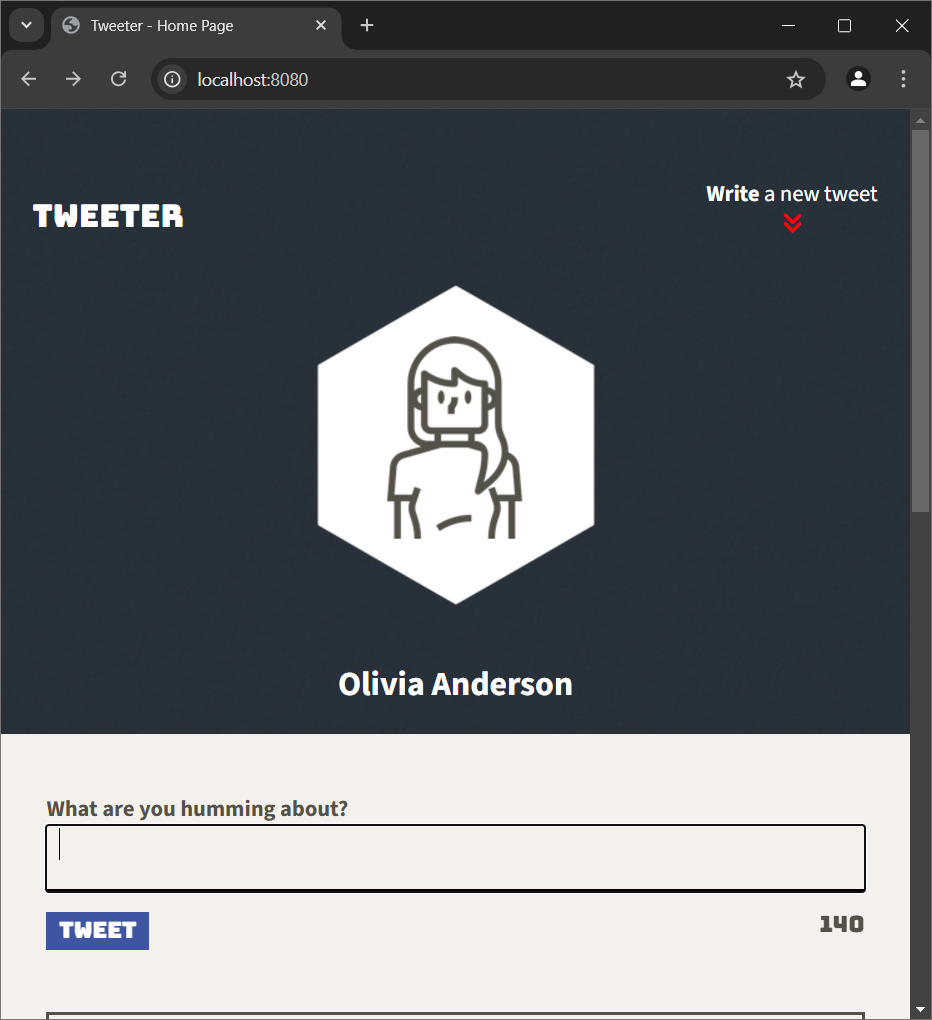 Tweeter - Home Page
localhost:8080
TWEETER
Write a new tweet
Olivia Anderson
What are you humming about?
TWEET
140